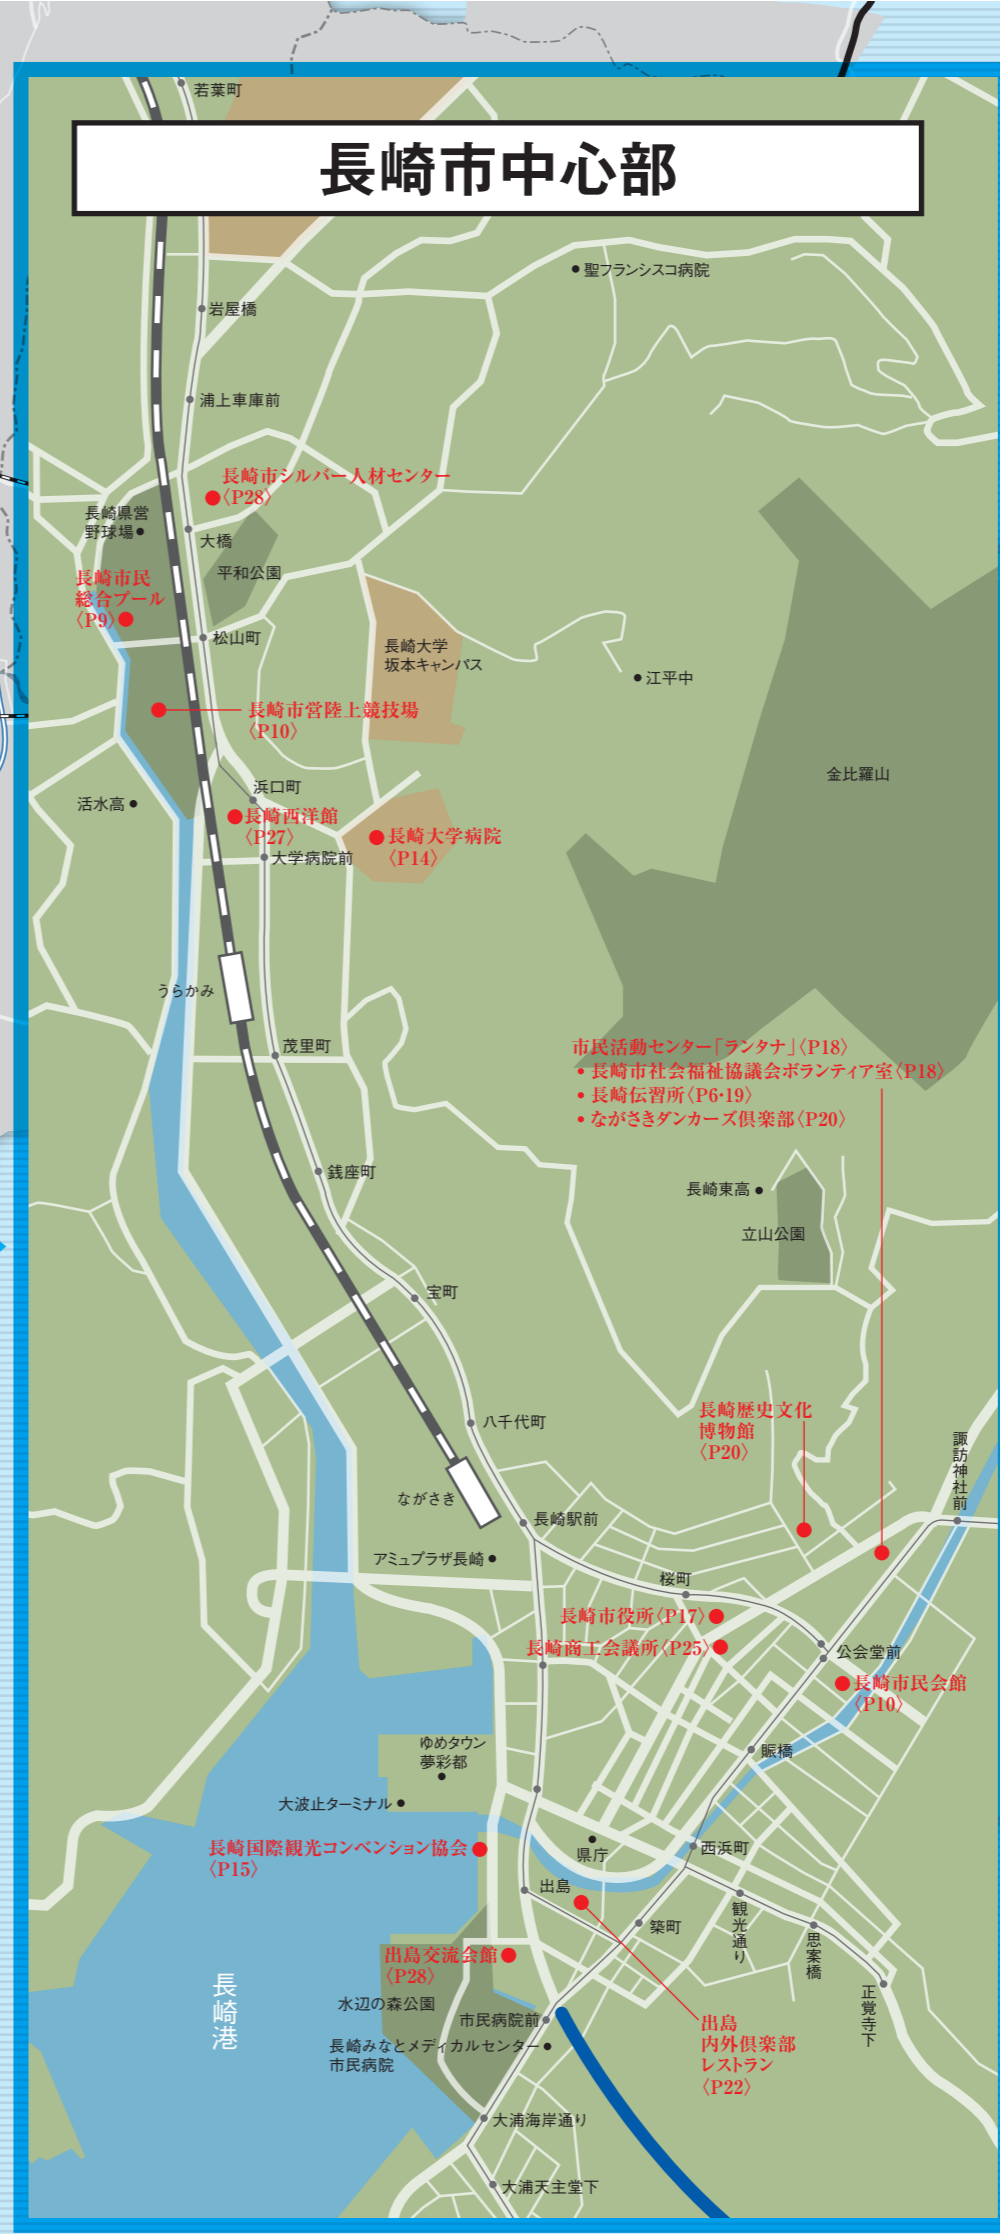 若葉町
長崎市中心部
聖フランシスコ病院
岩屋橋
浦上車庫前
長崎市シルバー人材センター
〈P28〉
長崎県営
野球場
大橋
平和公園
長崎市民
総合プール
〈P9〉
松山町
長崎大学
坂本キャンパス
江平中
長崎市営陸上競技場
〈P10〉
金比羅山
浜口町
活水高
長崎西洋館
〈P27〉
長崎大学病院
〈P14〉
大学病院前
うらかみ
茂里町
市民活動センター「ランタナ」〈P18〉
・長崎市社会福祉協議会ボランティア室〈P18〉
・長崎伝習所〈P6・19〉
・ながさきダンカーズ倶楽部〈P20〉
銭座町
長崎東高
立山公園
宝町
長崎歴史文化
博物館
〈P20〉
八千代町
諏訪神社前
ながさき
長崎駅前
アミュプラザ長崎
桜町
長崎市役所〈P17〉
長崎商工会議所〈P25〉
公会堂前
長崎市民会館
〈P10〉
ゆめタウン
夢彩都
賑橋
大波止ターミナル
長崎国際観光コンベンション協会
〈P15〉
県庁
西浜町
出島
観光通り
築町
思案橋
出島交流会館
〈P28〉
長崎港
水辺の森公園
市民病院前
正覚寺下
長崎みなとメディカルセンター
市民病院
出島
内外倶楽部
レストラン
〈P22〉
大浦海岸通り
大浦天主堂下